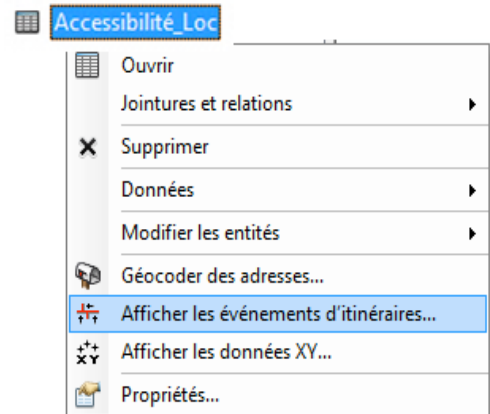 Accessibilité_Loc
Ouvrir
Jointures et relations
Supprimer
Données
Modifier les entités
Géocoder des adresses...
Afficher les événements d'itinéraires...
Afficher les données XY...
Propriétés...